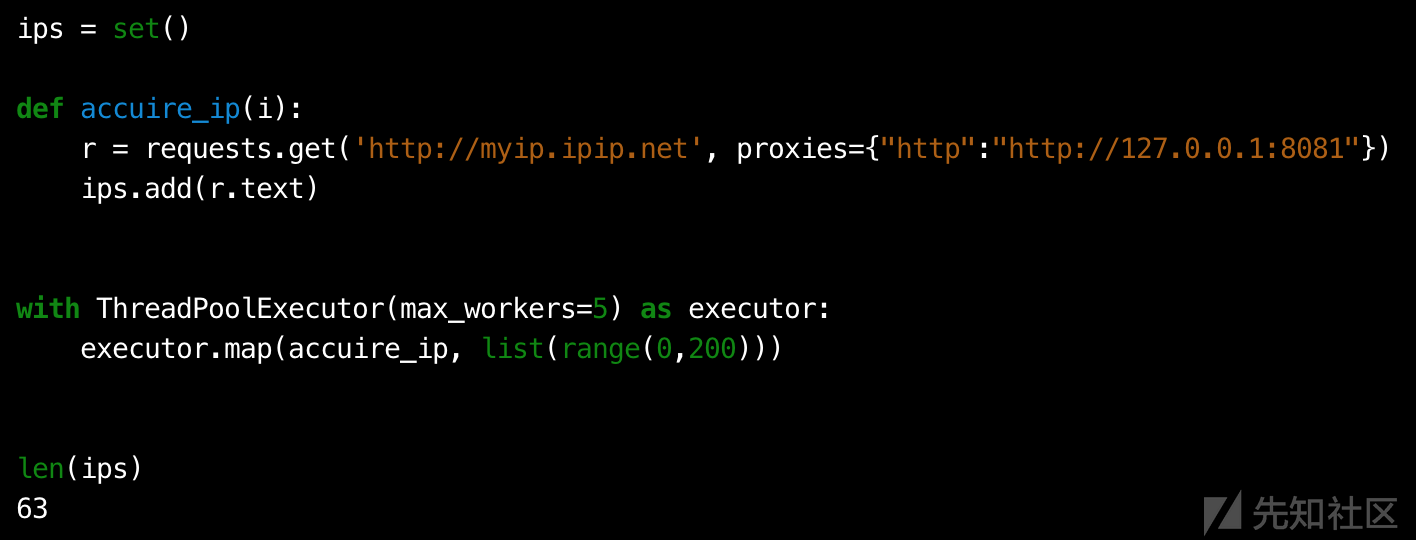 ips = set()
def accuire_ip(i):
    r = requests.get('http://myip.ipip.net', proxies={"http":"http://127.0.0.1:8081"})
    ips.add(r.text)
with ThreadPoolExecutor(max_workers=5) as executor:
    executor.map(accuire_ip, list(range(0,200)))
len(ips)
63
先知社区